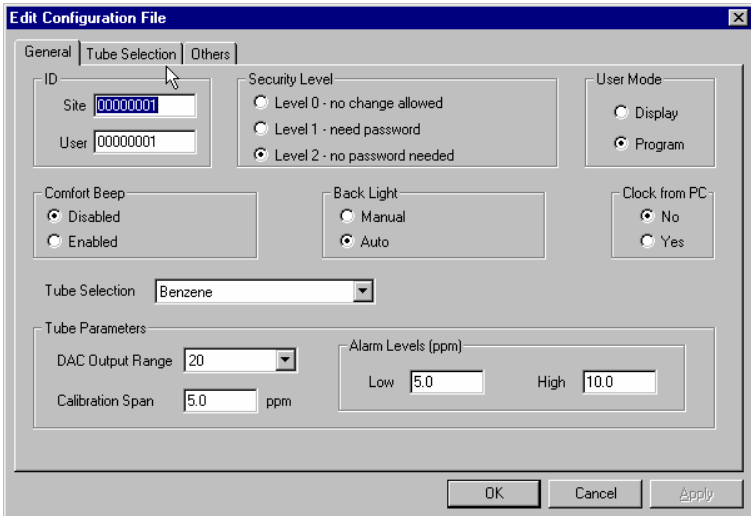 Edit Configuration File
General Tube Selection Others
ID
Site 00000001
User 00000001
Security Level
Level 0 - no change allowed
Level 1 - need password
Level 2 - no password needed
User Mode
Display
Program
Comfort Beep
Disabled
Enabled
Back Light
Manual
Auto
Clock from PC
No
Yes
Tube Selection Benzene
Tube Parameters
DAC Output Range 20
Calibration Span 5.0 ppm
Alarm Levels (ppm)
Low 5.0 High 10.0
OK Cancel Apply